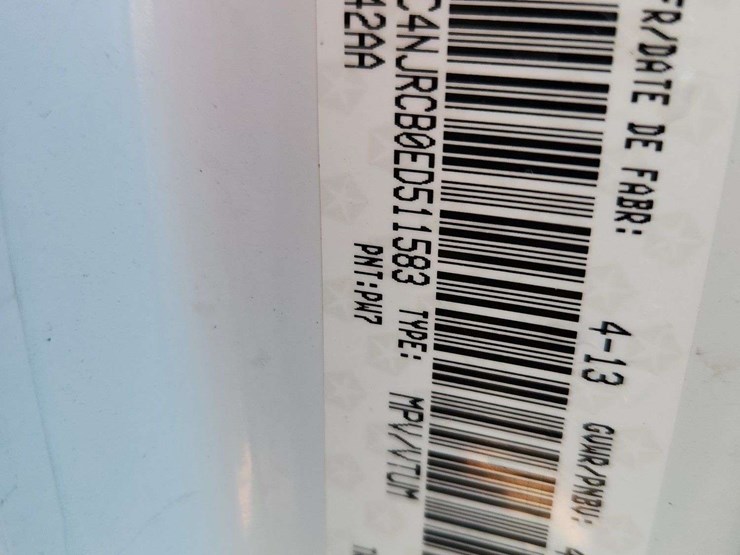 FR/DATE DE FABR: 4-13 GVWR/PNBV:
C4NJRCB0ED511583 TYPE: MPV/VTUM
42AA PNT:PW7